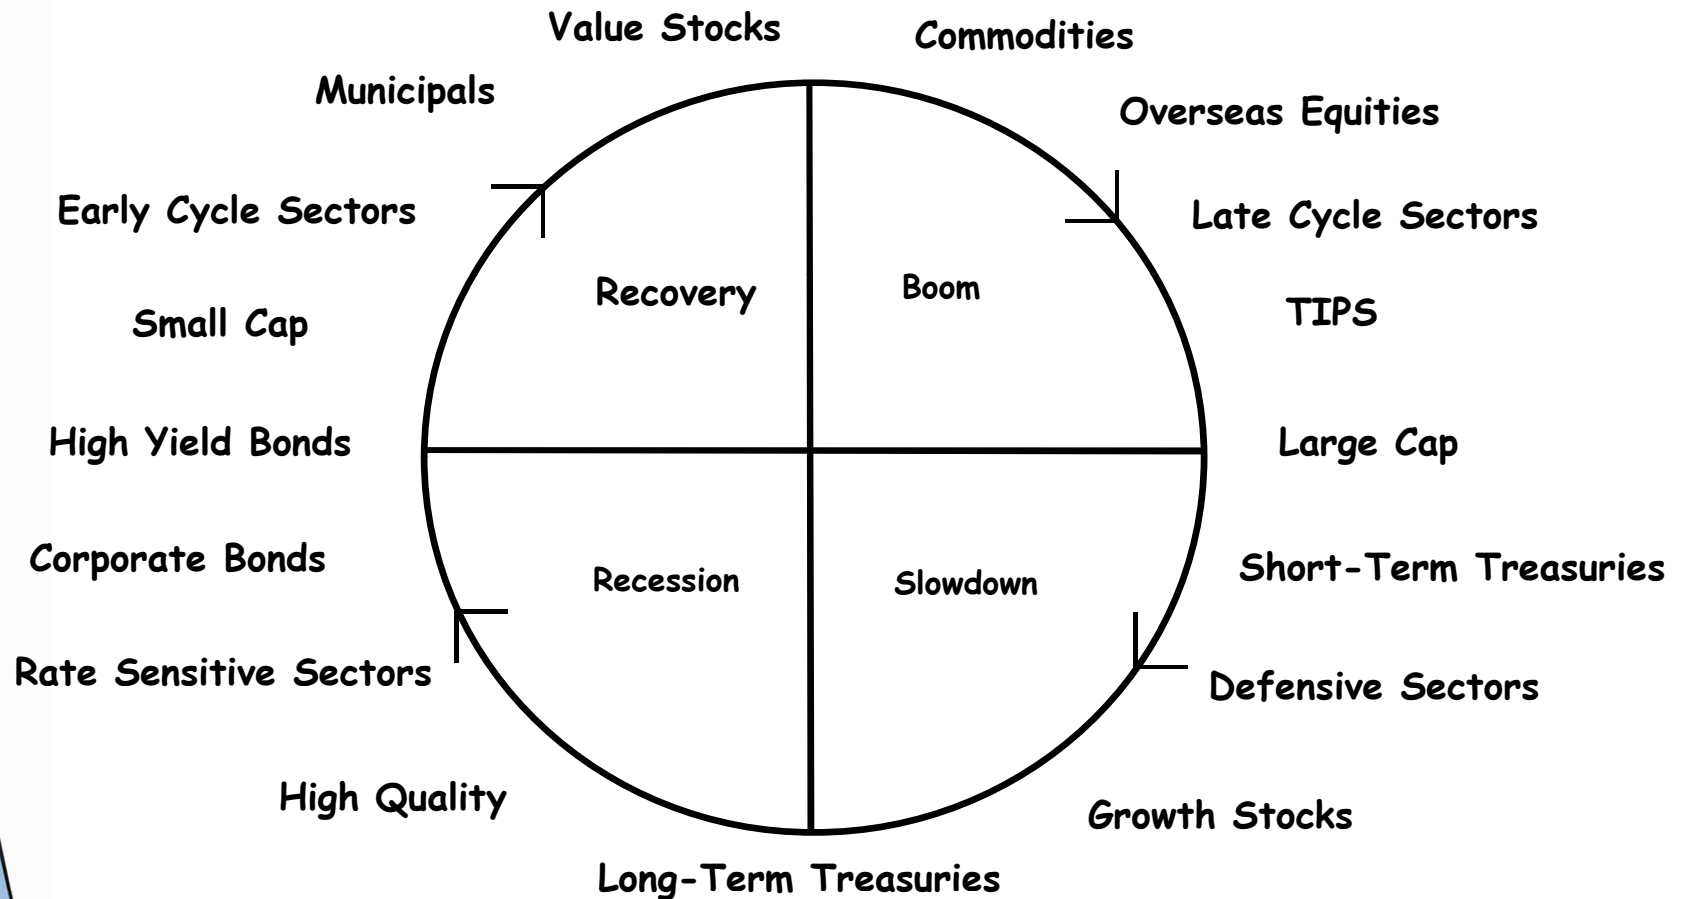 Value Stocks
Commodities
Municipals
Overseas Equities
Early Cycle Sectors
Late Cycle Sectors
Recovery
Boom
Small Cap
TIPS
High Yield Bonds
Large Cap
Corporate Bonds
Recession
Slowdown
Short-Term Treasuries
Rate Sensitive Sectors
Defensive Sectors
High Quality
Growth Stocks
Long-Term Treasuries